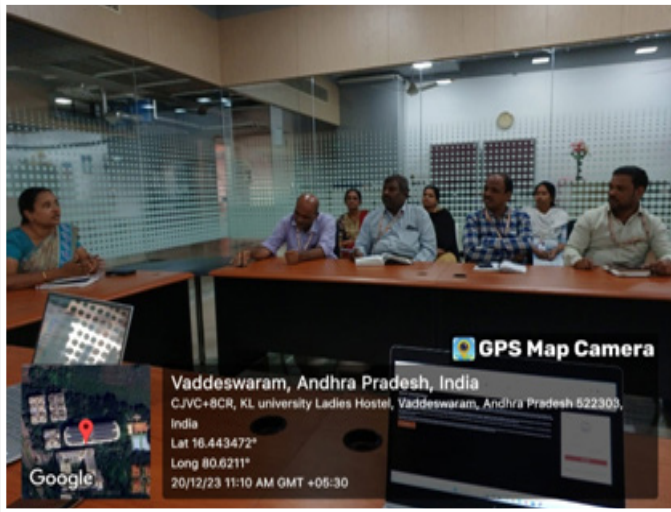 GPS Map Camera
Vaddeswaram, Andhra Pradesh, India
CJVC+8CR, KL university Ladies Hostel, Vaddeswaram, Andhra Pradesh 522303,
India
Lat 16.443472°
Long 80.6211°
20/12/23 11:10 AM GMT +05:30
Google